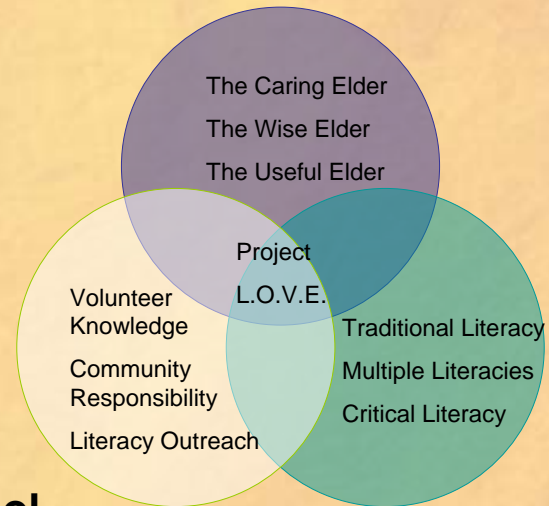 The Caring Elder
The Wise Elder
The Useful Elder
Project
L.O.V.E.
Volunteer
Knowledge
Community
Responsibility
Literacy Outreach
Traditional Literacy
Multiple Literacies
Critical Literacy